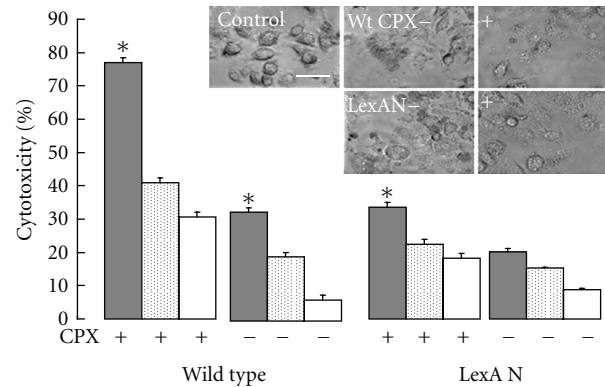 Cytotoxicity (%)
90
80
70
60
50
40
30
20
10
0
*
*
*
Control
Wt CPX−
+
LexAN−
+
CPX + + + − − − + + + − − −
Wild type LexA N